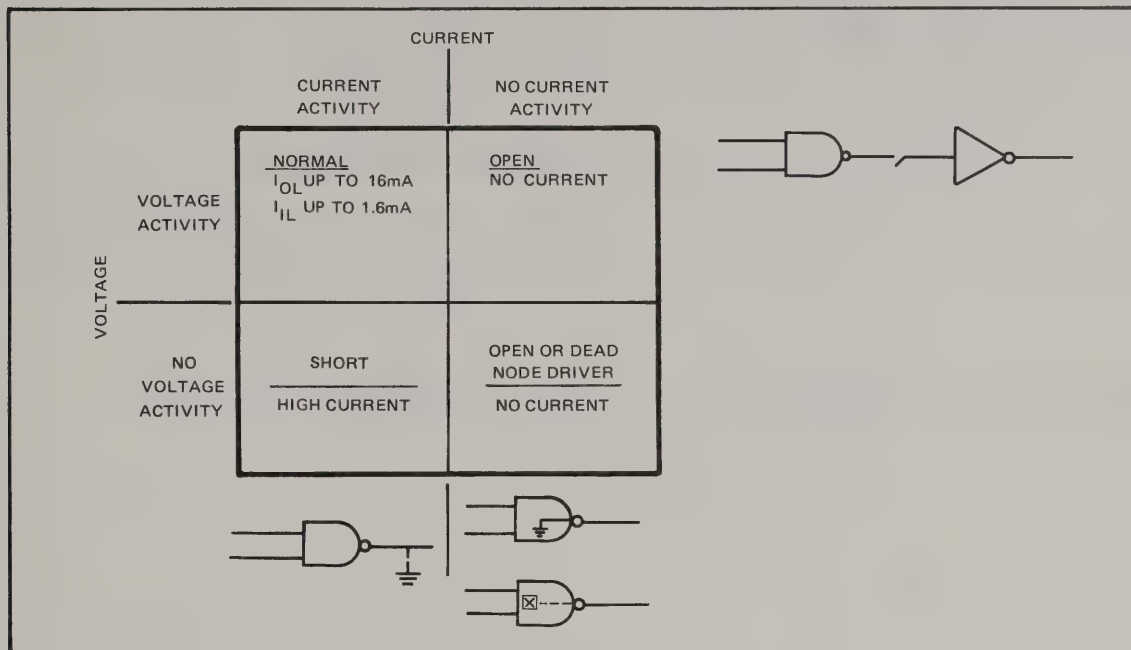 CURRENT
CURRENT
ACTIVITY
NO CURRENT
ACTIVITY
VOLTAGE
VOLTAGE
ACTIVITY
NORMAL
IOL UP TO 16mA
IIL UP TO 1.6mA
OPEN
NO CURRENT
NO
VOLTAGE
ACTIVITY
SHORT
HIGH CURRENT
OPEN OR DEAD
NODE DRIVER
NO CURRENT